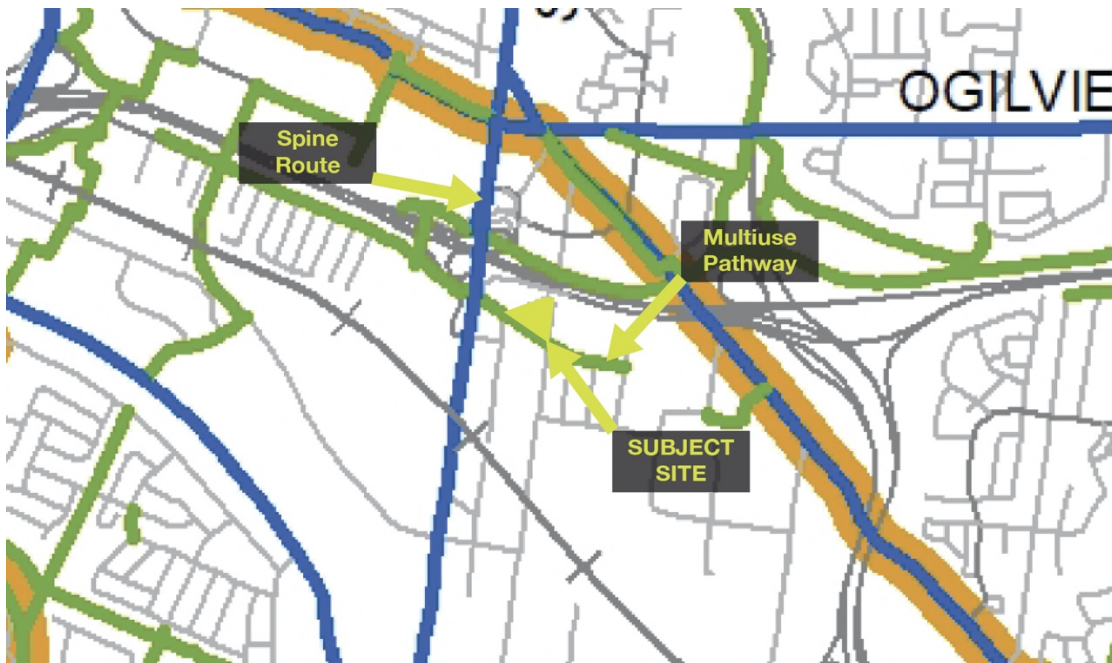 OGILVIE
Spine
Route
Multiuse
Pathway
SUBJECT
SITE